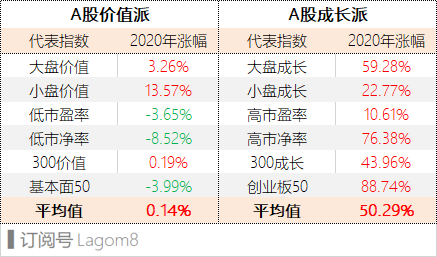 A股价值派 A股成长派
代表指数 2020年涨幅 代表指数 2020年涨幅
大盘价值 3.26% 大盘成长 59.28%
小盘价值 13.57% 小盘成长 22.77%
低市盈率 -3.65% 高市盈率 10.61%
低市净率 -8.52% 高市净率 76.38%
300价值 0.19% 300成长 43.96%
基本面50 -3.99% 创业板50 88.74%
平均值 0.14% 平均值 50.29%
订阅号 Lagom8